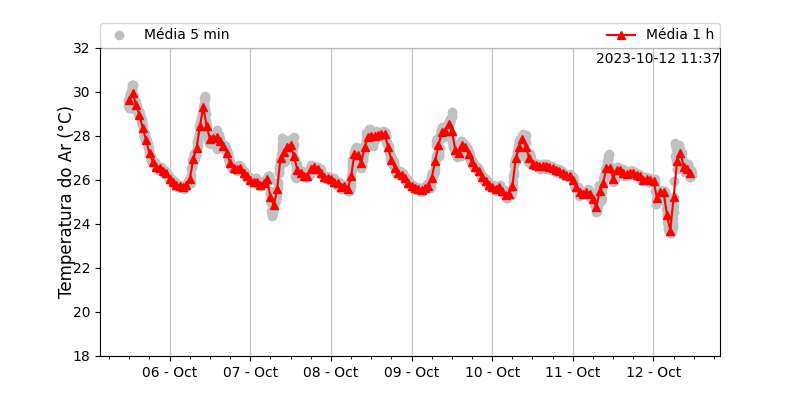 Média 5 min
Média 1 h
2023-10-12 11:37
Temperatura do Ar (°C)
32
30
28
26
24
22
20
18
06 - Oct
07 - Oct
08 - Oct
09 - Oct
10 - Oct
11 - Oct
12 - Oct